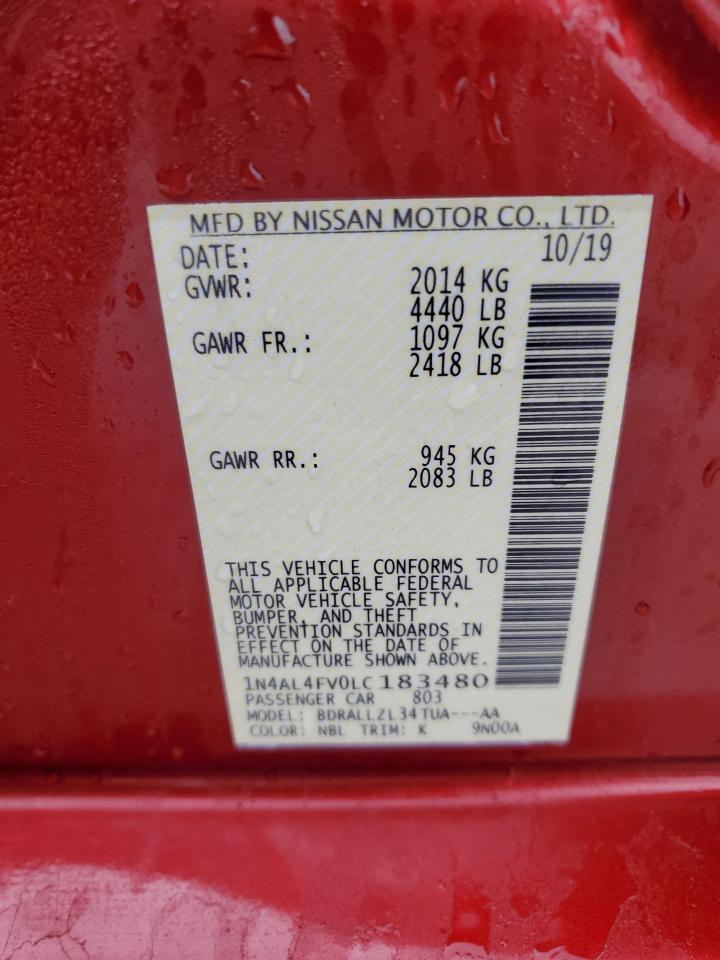 MFD BY NISSAN MOTOR CO., LTD.
DATE: 10/19
GVWR: 2014 KG
4440 LB
GAWR FR.: 1097 KG
2418 LB
GAWR RR.: 945 KG
2083 LB
THIS VEHICLE CONFORMS TO
ALL APPLICABLE FEDERAL
MOTOR VEHICLE SAFETY,
BUMPER, AND THEFT
PREVENTION STANDARDS IN
EFFECT ON THE DATE OF
MANUFACTURE SHOWN ABOVE.
1N4AL4FV0LC183480
PASSENGER CAR 803
MODEL: BDRALLZL34TUA---AA
COLOR: NBL TRIM: K 9N00A